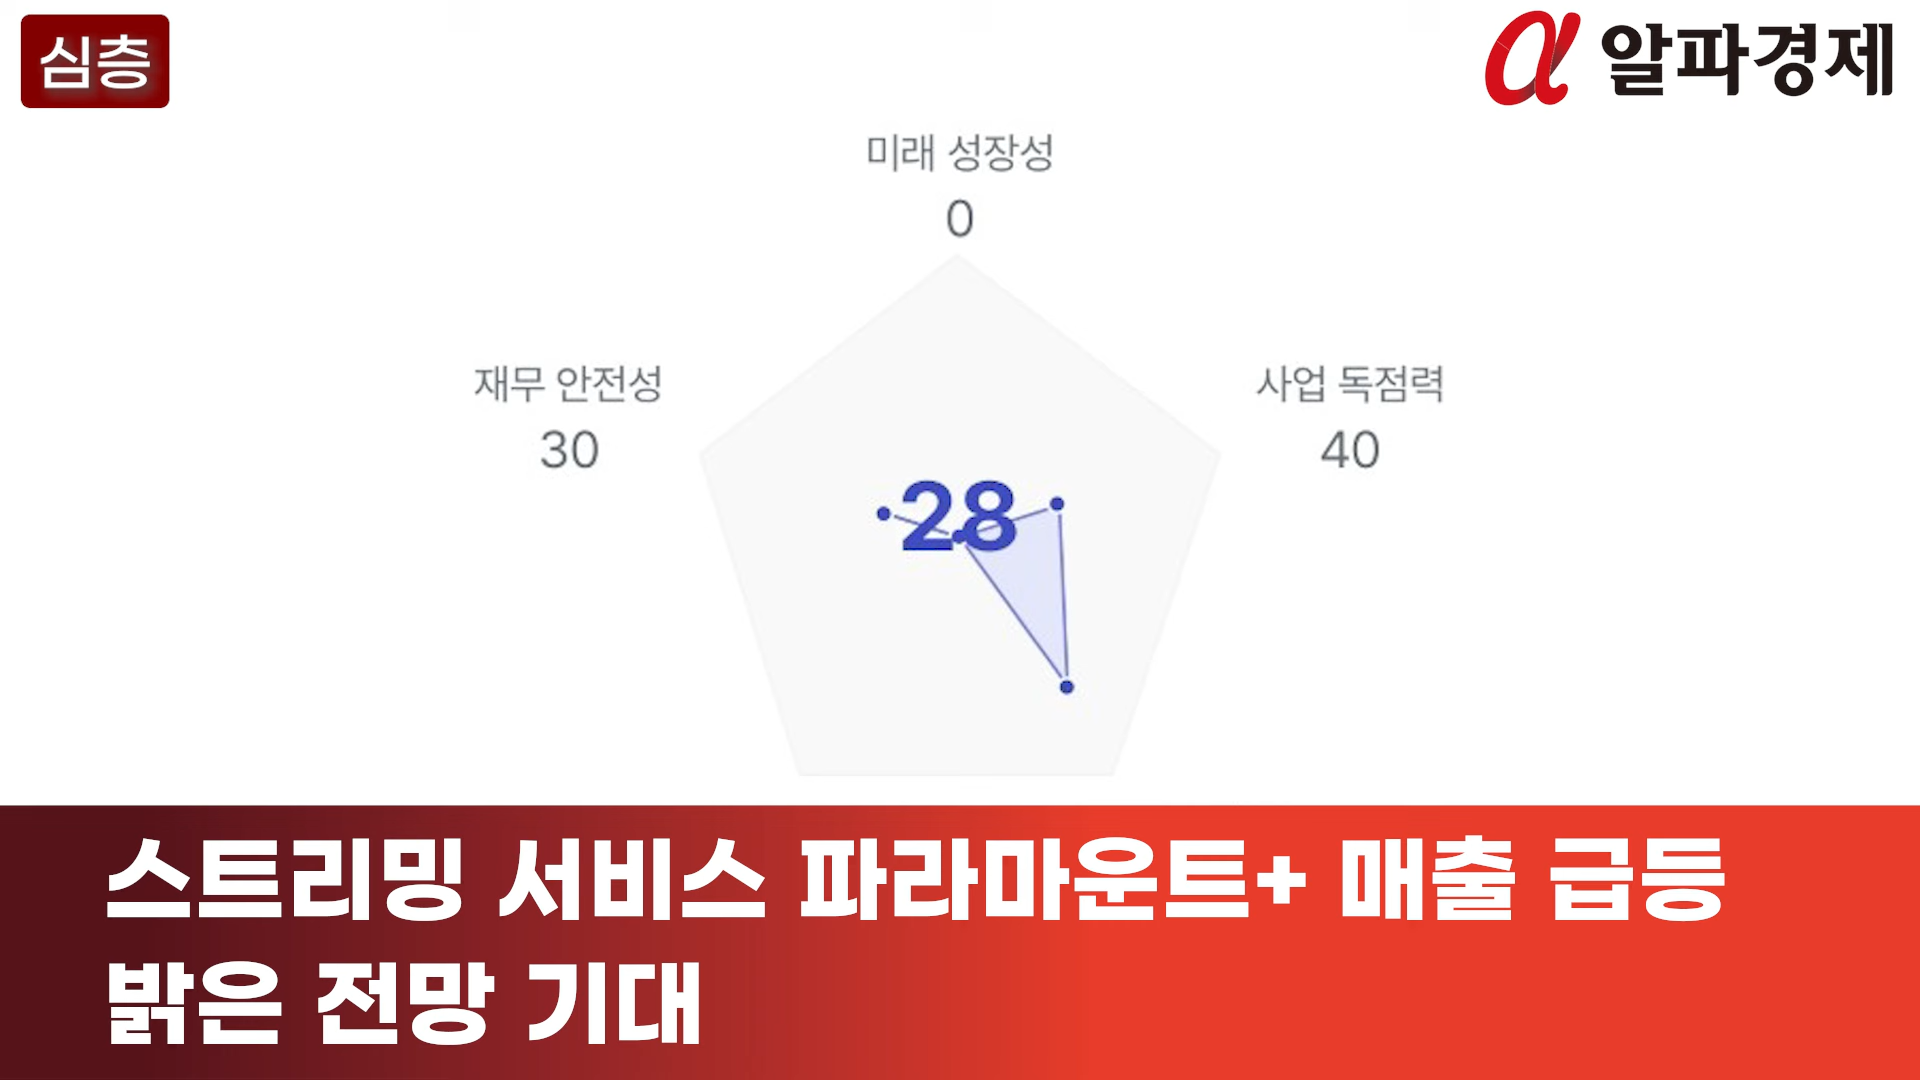 심층
알파경제
미래 성장성
0
재무 안전성
30
사업 독점력
40
28
스트리밍 서비스 파라마운트+ 매출 급등
밝은 전망 기대